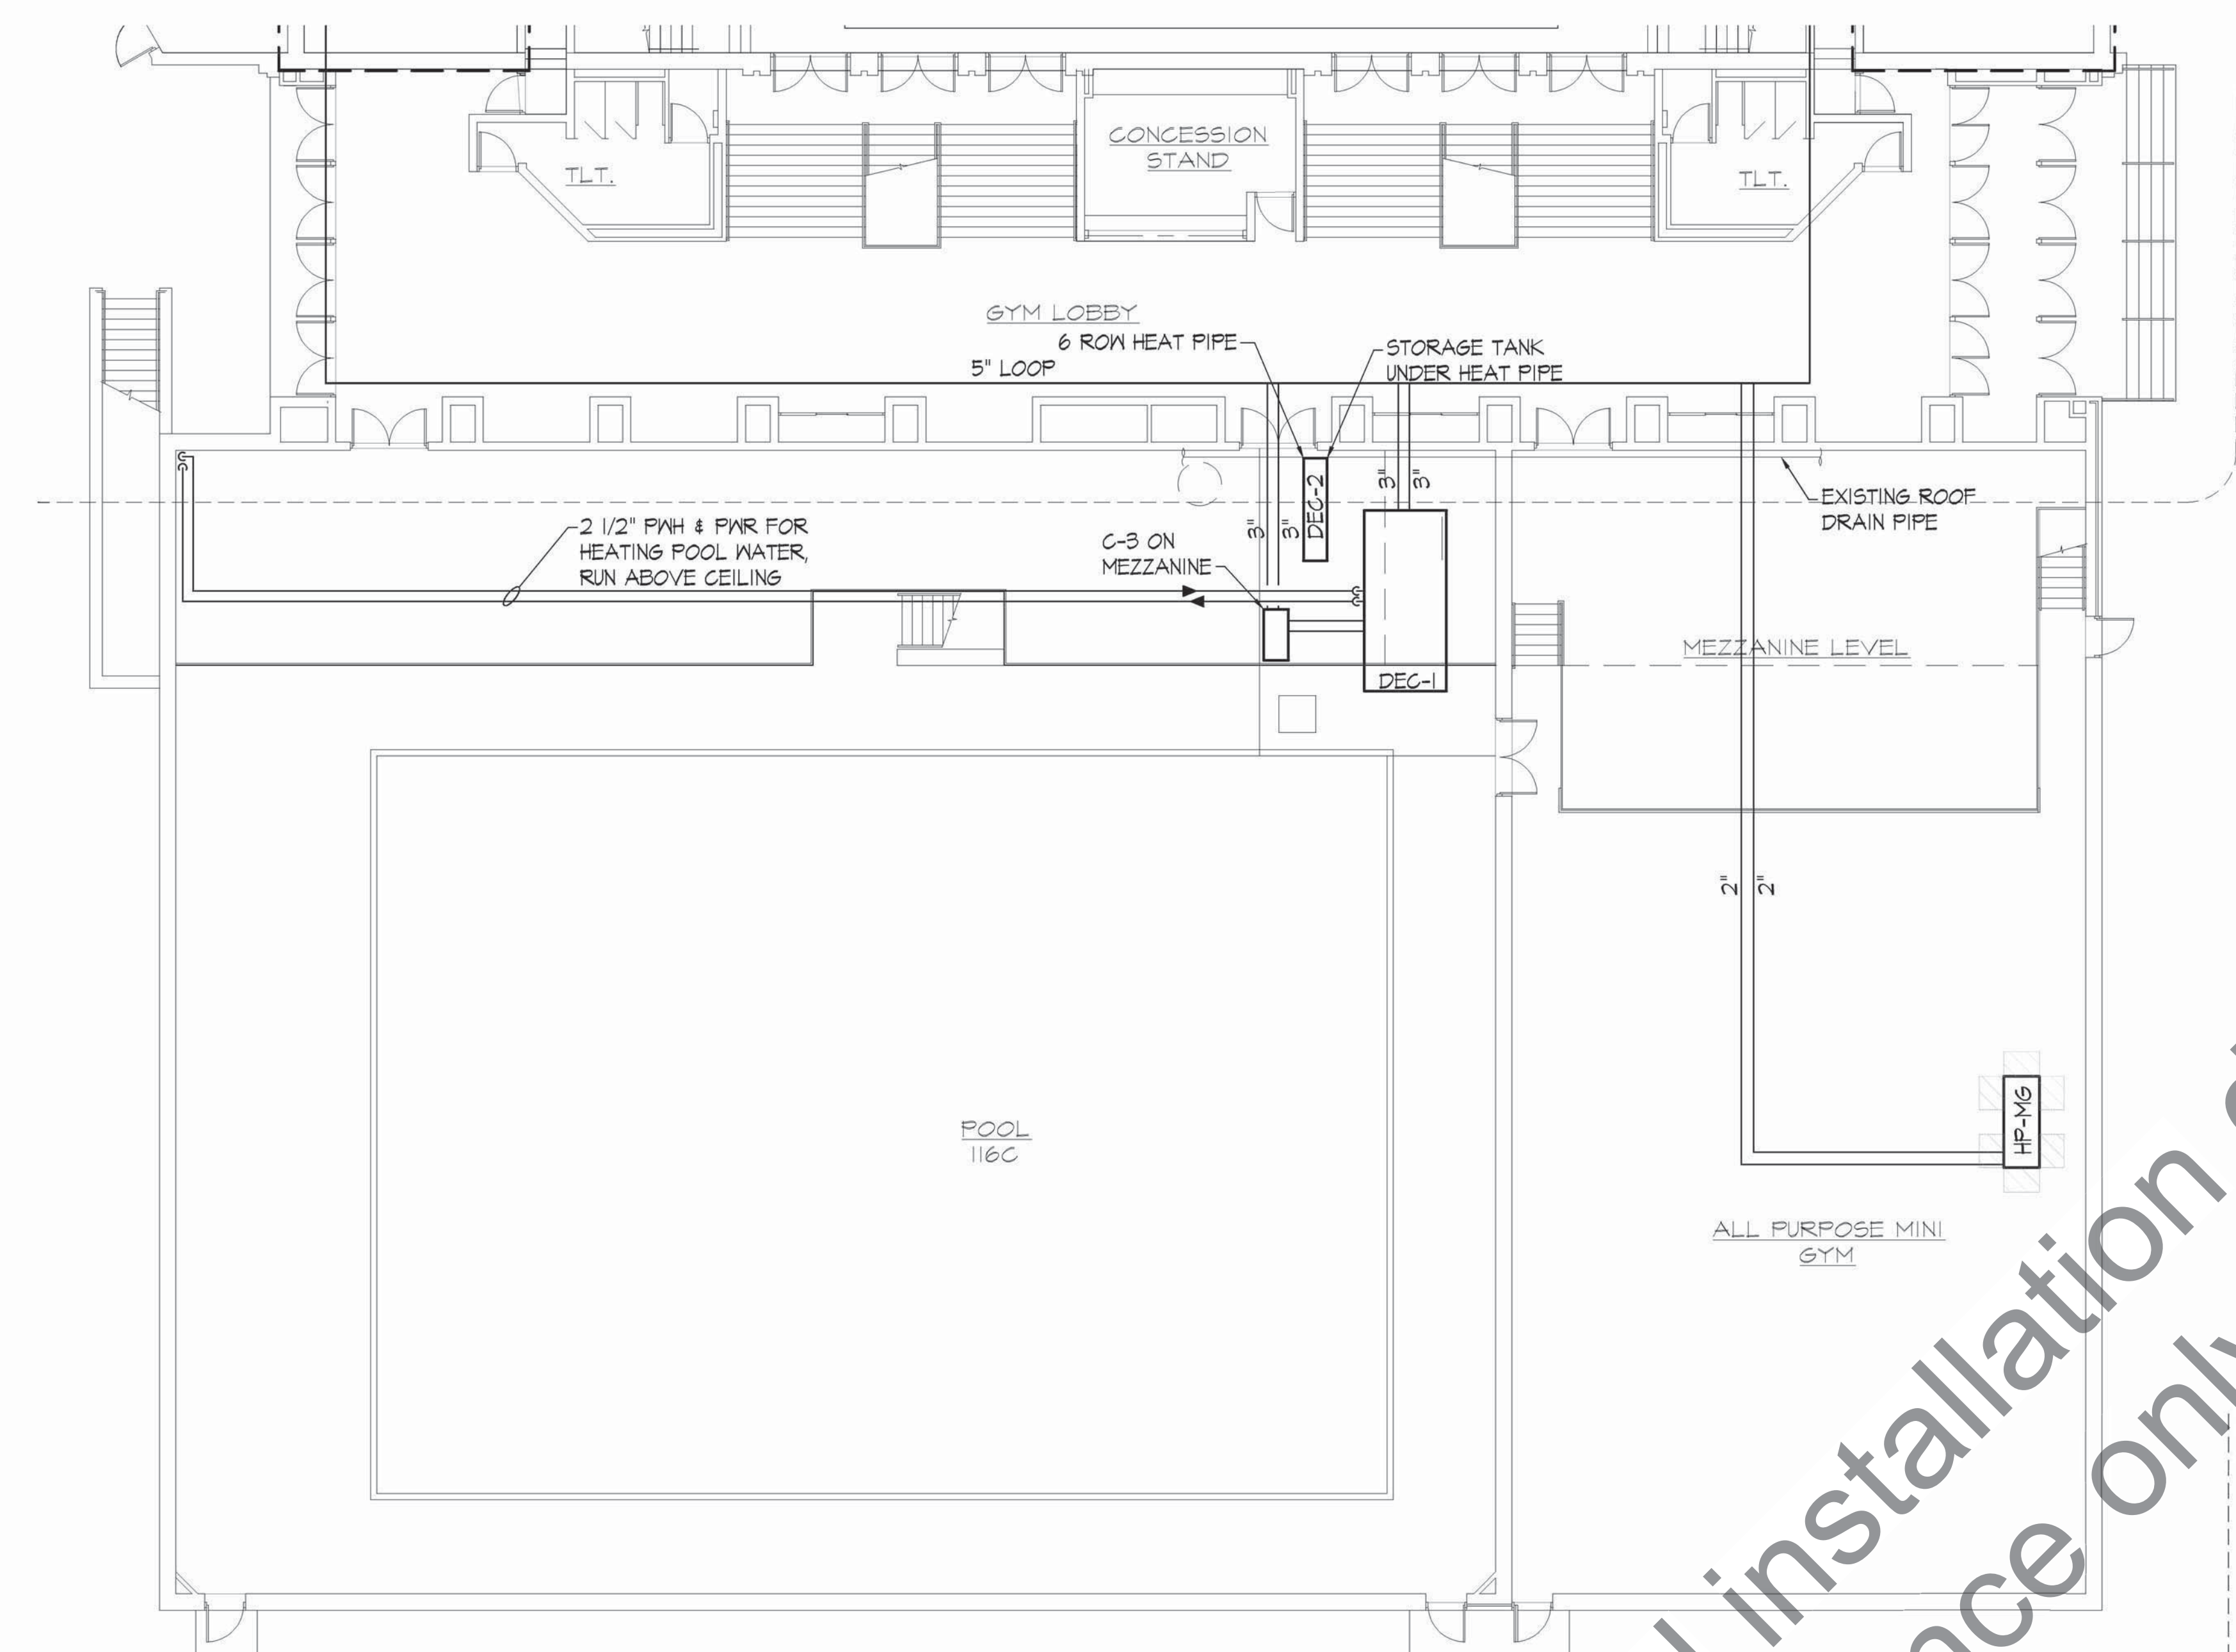 CONCESSION
STAND
TLT.
TLT.
GYM LOBBY
6 ROW HEAT PIPE
5" LOOP
STORAGE TANK
UNDER HEAT PIPE
3"
3"
DEC-2
3"
3"
EXISTING ROOF
DRAIN PIPE
2 1/2" PWH & PWR FOR
HEATING POOL WATER,
RUN ABOVE CEILING
C-3 ON
MEZZANINE
DEC-1
MEZZANINE LEVEL
2"
2"
HP-MG
POOL
116C
ALL PURPOSE MINI
GYM
installation
only